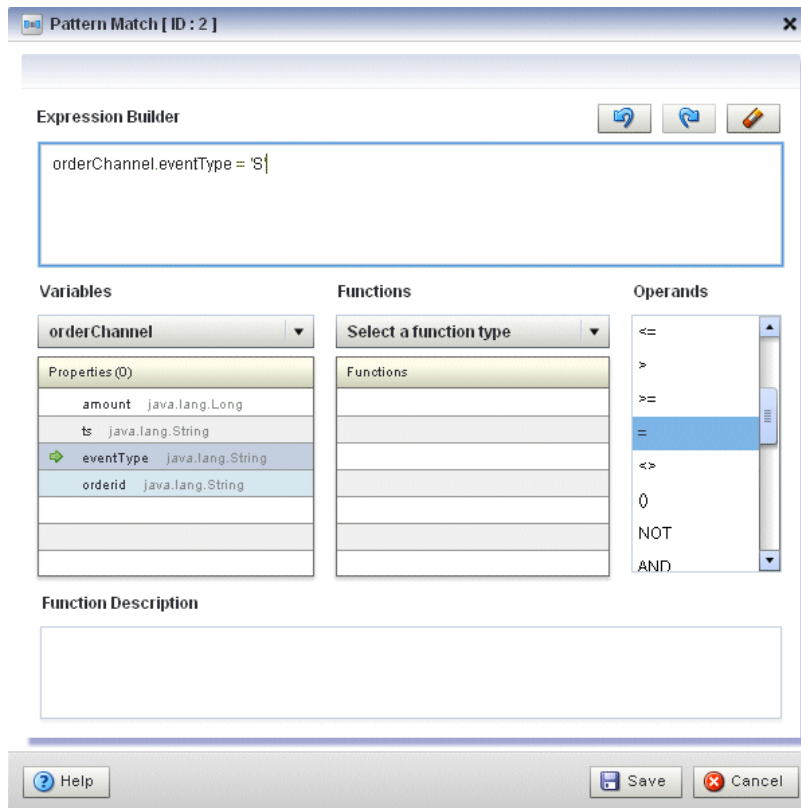 Pattern Match [ ID : 2 ]
Expression Builder
orderChannel.eventType = 'S'
Variables
Functions
Operands
orderChannel
Select a function type
Properties (0)
Functions
amount java.lang.Long
ts java.lang.String
eventType java.lang.String
orderid java.lang.String
<=
>
>=
=
<>
()
NOT
AND
Function Description
Help
Save
Cancel